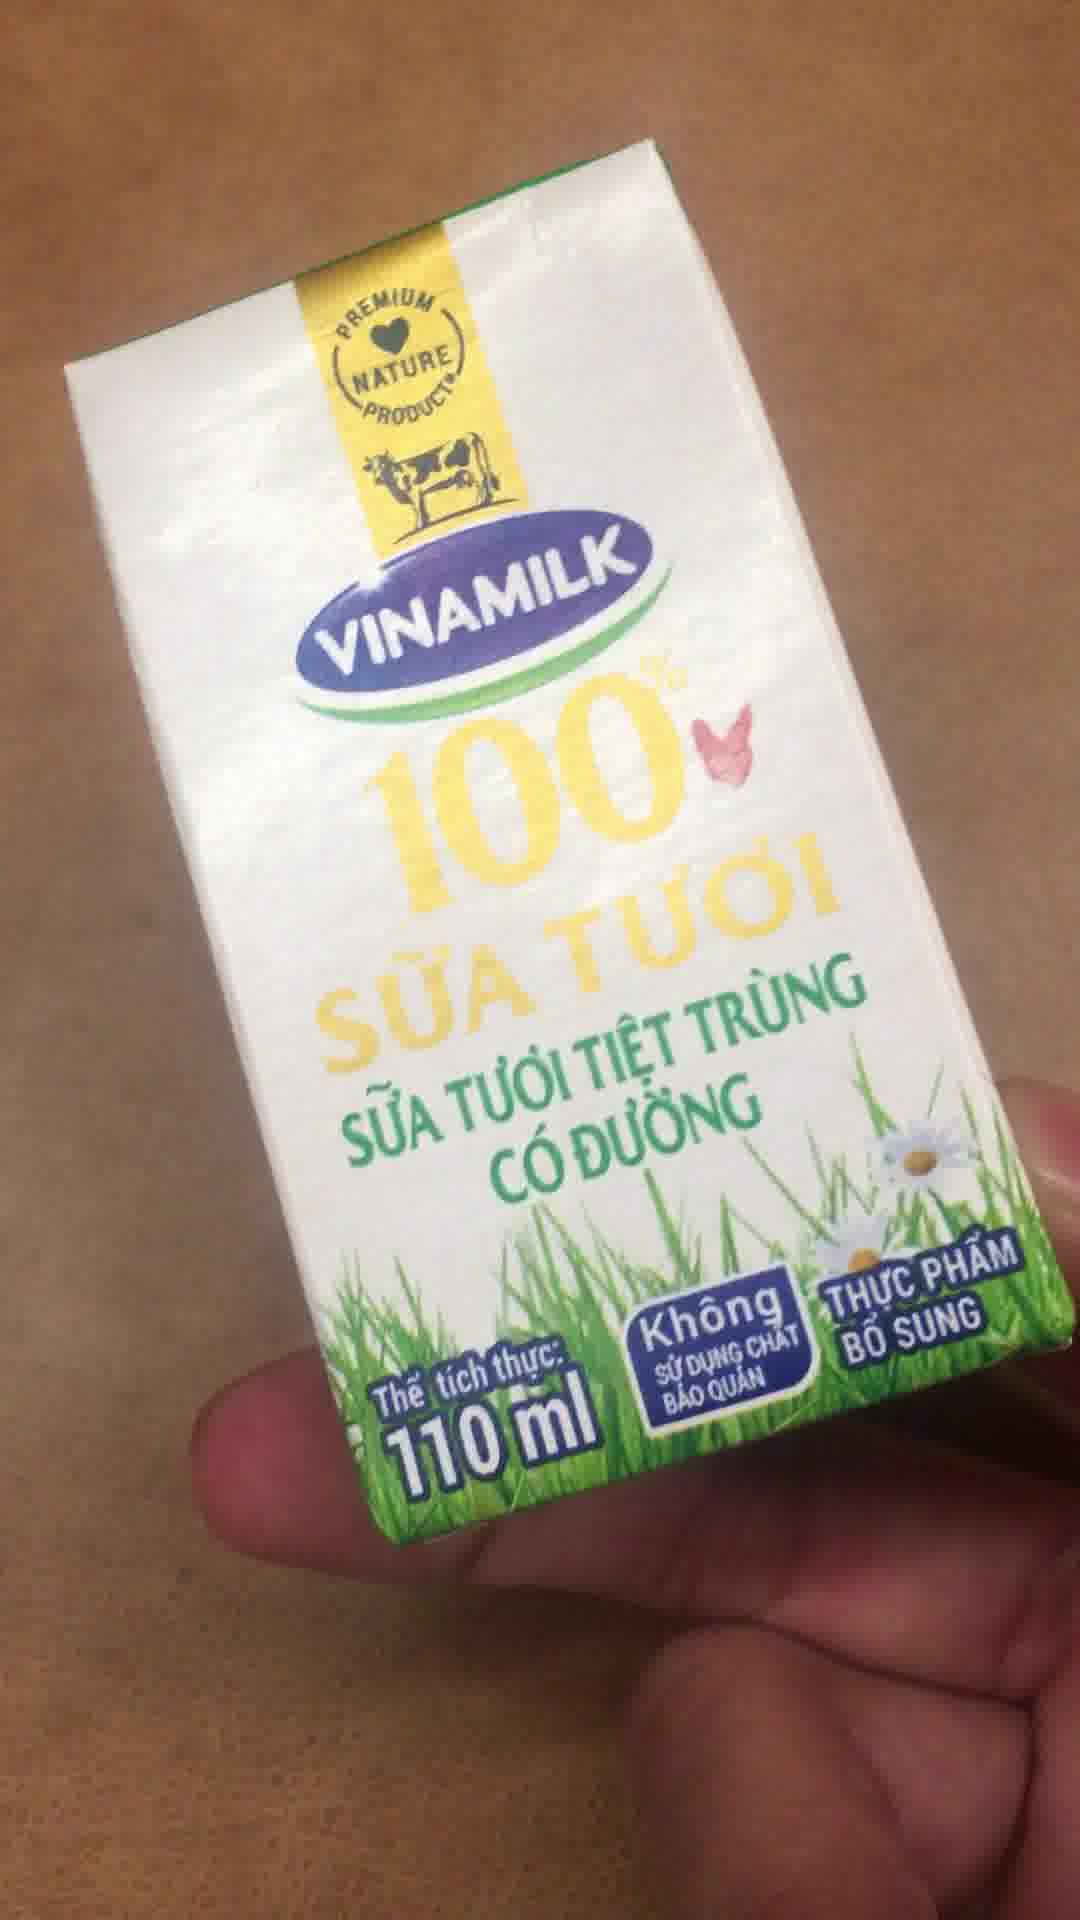 PREMIUM
NATURE
PRODUCT
VINAMILK
100%
SỮA TƯƠI
SỮA TƯƠI TIỆT TRÙNG
CÓ ĐƯỜNG
Thể tích thực:
110 ml
Không
SỬ DỤNG CHẤT
BẢO QUẢN
THỰC PHẨM
BỔ SUNG